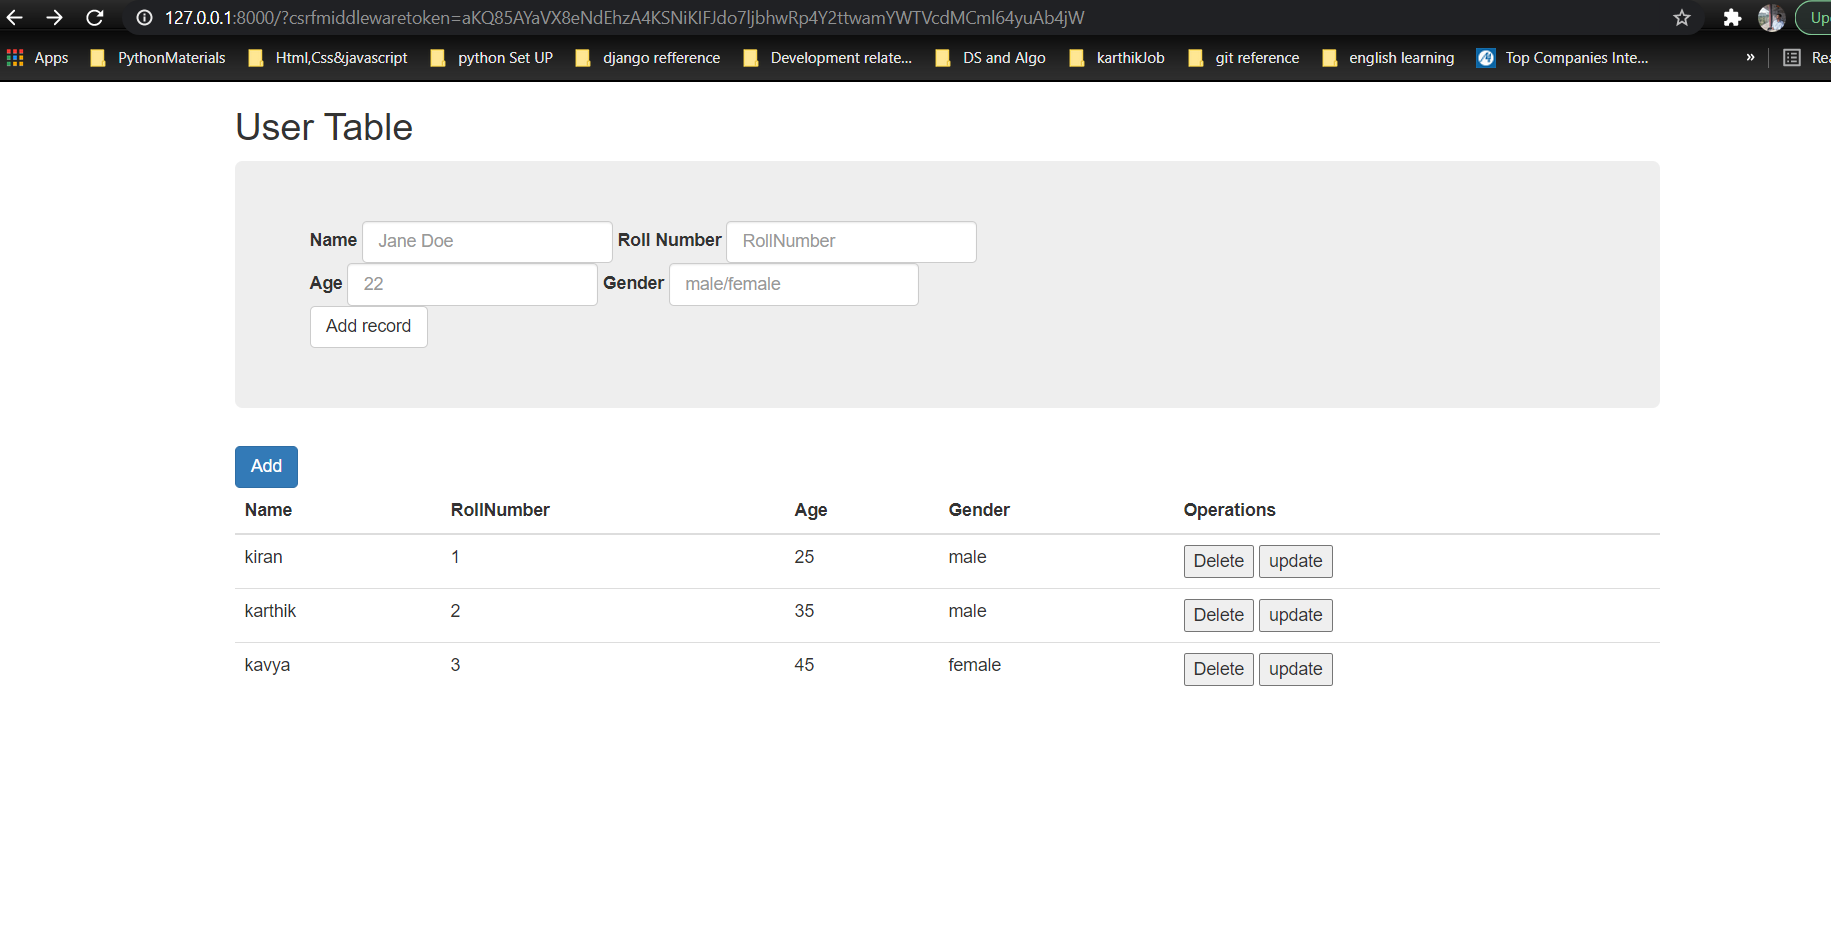 127.0.0.1:8000/?csrfmiddlewaretoken=aKQ85AYaVX8eNdEhzA4KSNiKIFJdo7ljbhwRp4Y2ttwamYWTVcdMCml64yuAb4jW Up
Apps PythonMaterials Html,Css&javascript python Set UP django refference Development relate... DS and Algo karthikJob git reference english learning Top Companies Inte... » Rea
User Table
Name Jane Doe Roll Number RollNumber
Age 22 Gender male/female
Add record
Add
Name RollNumber Age Gender Operations
kiran 1 25 male Delete update
karthik 2 35 male Delete update
kavya 3 45 female Delete update